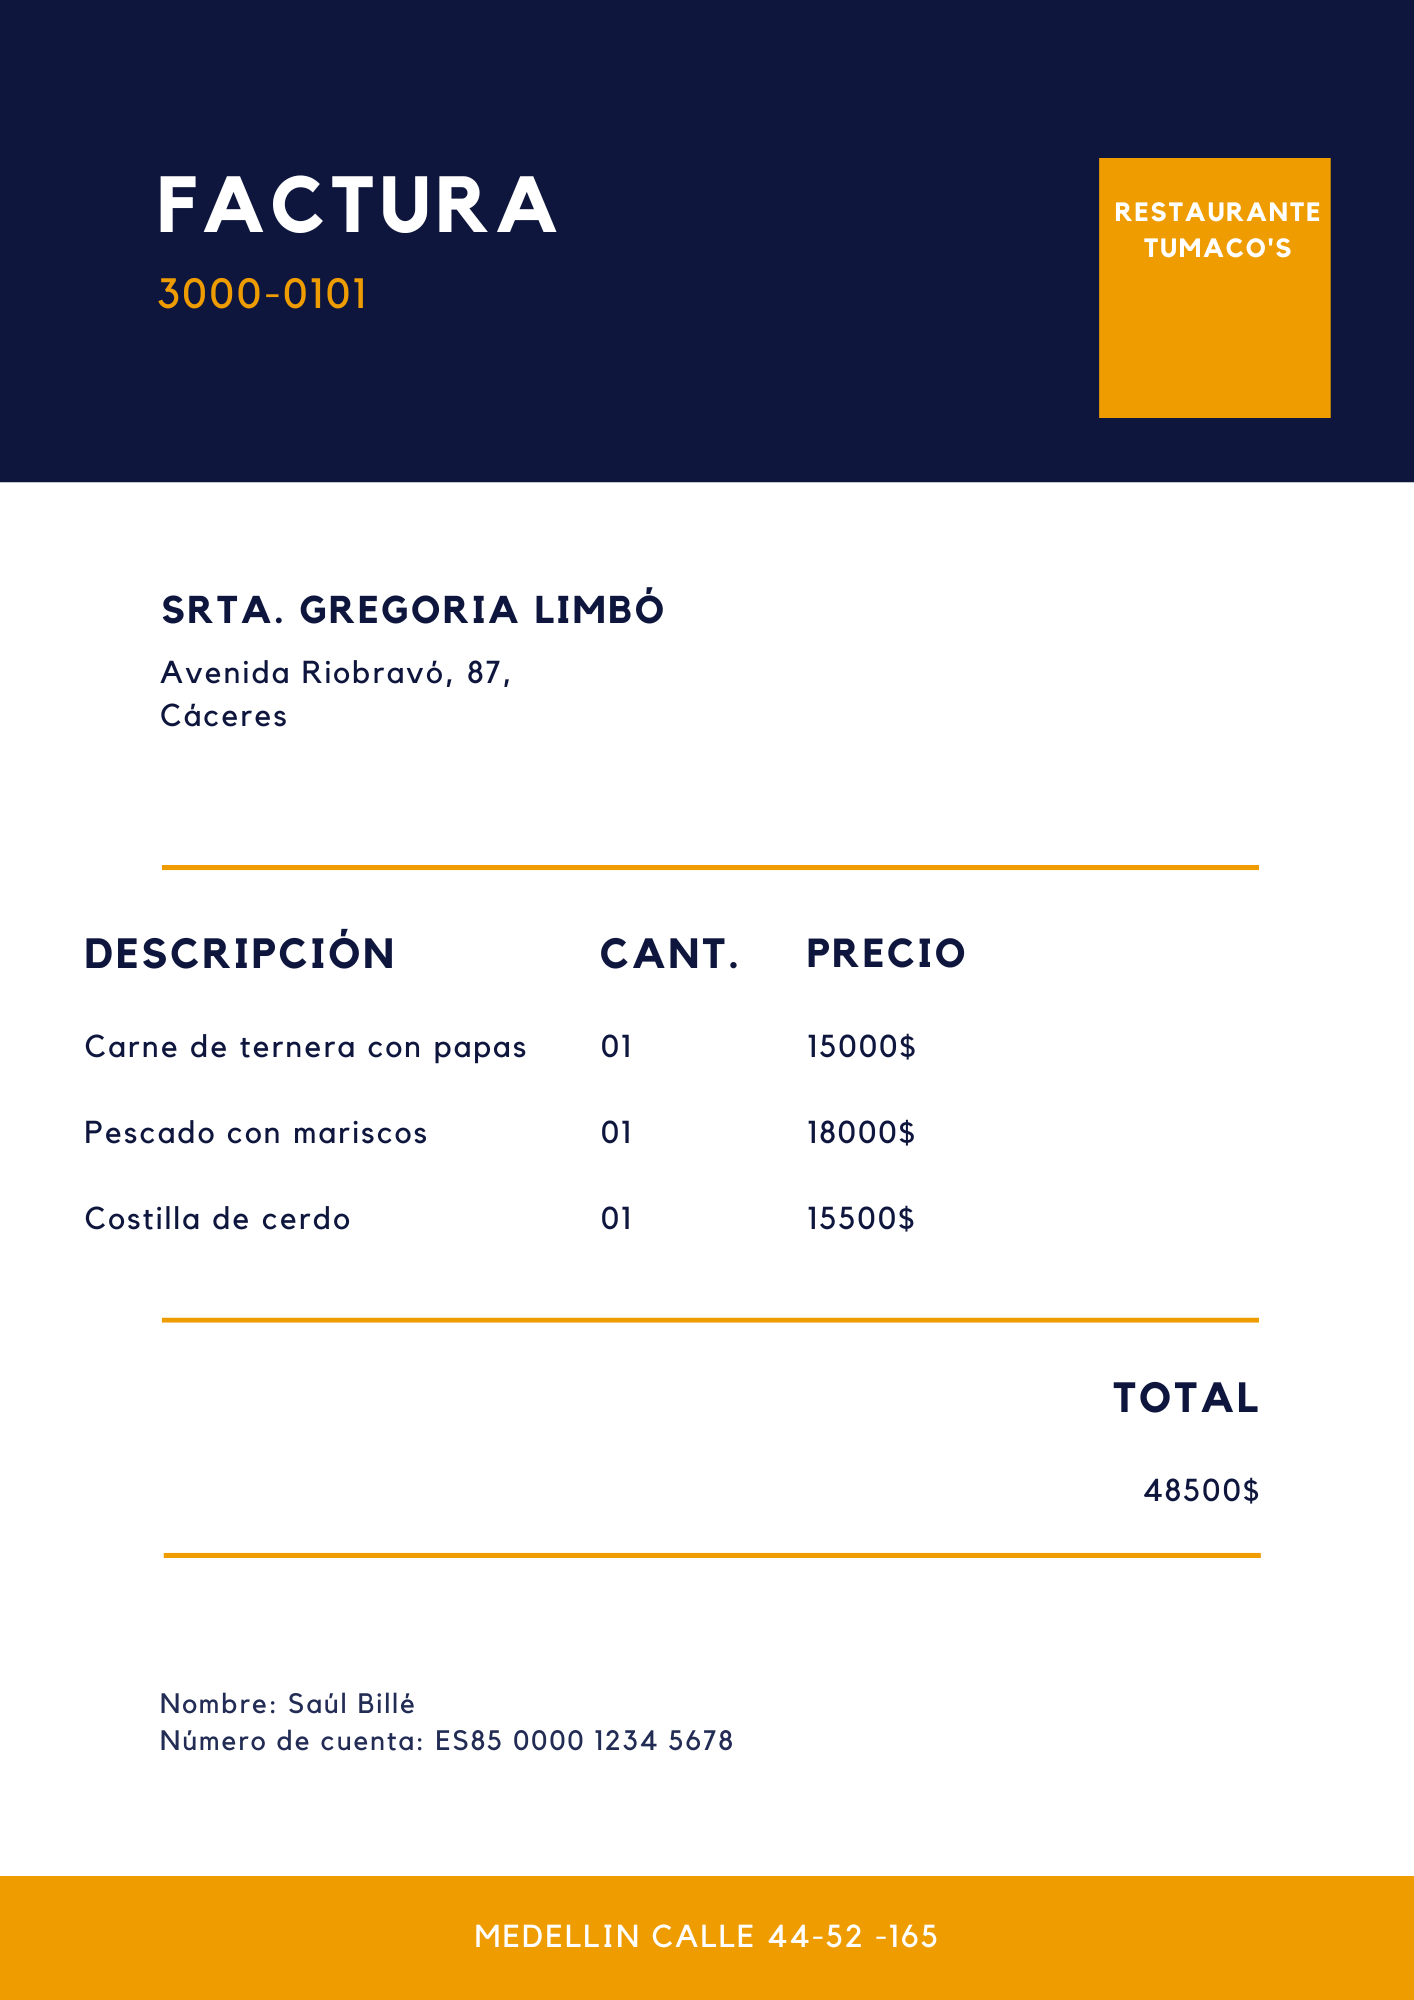 FACTURA
3000-0101
RESTAURANTE
TUMACO'S
SRTA. GREGORIA LIMBÓ
Avenida Riobravó, 87,
Cáceres
DESCRIPCIÓN CANT. PRECIO
Carne de ternera con papas 01 15000$
Pescado con mariscos 01 18000$
Costilla de cerdo 01 15500$
TOTAL
48500$
Nombre: Saúl Billé
Número de cuenta: ES85 0000 1234 5678
MEDELLIN CALLE 44-52 -165